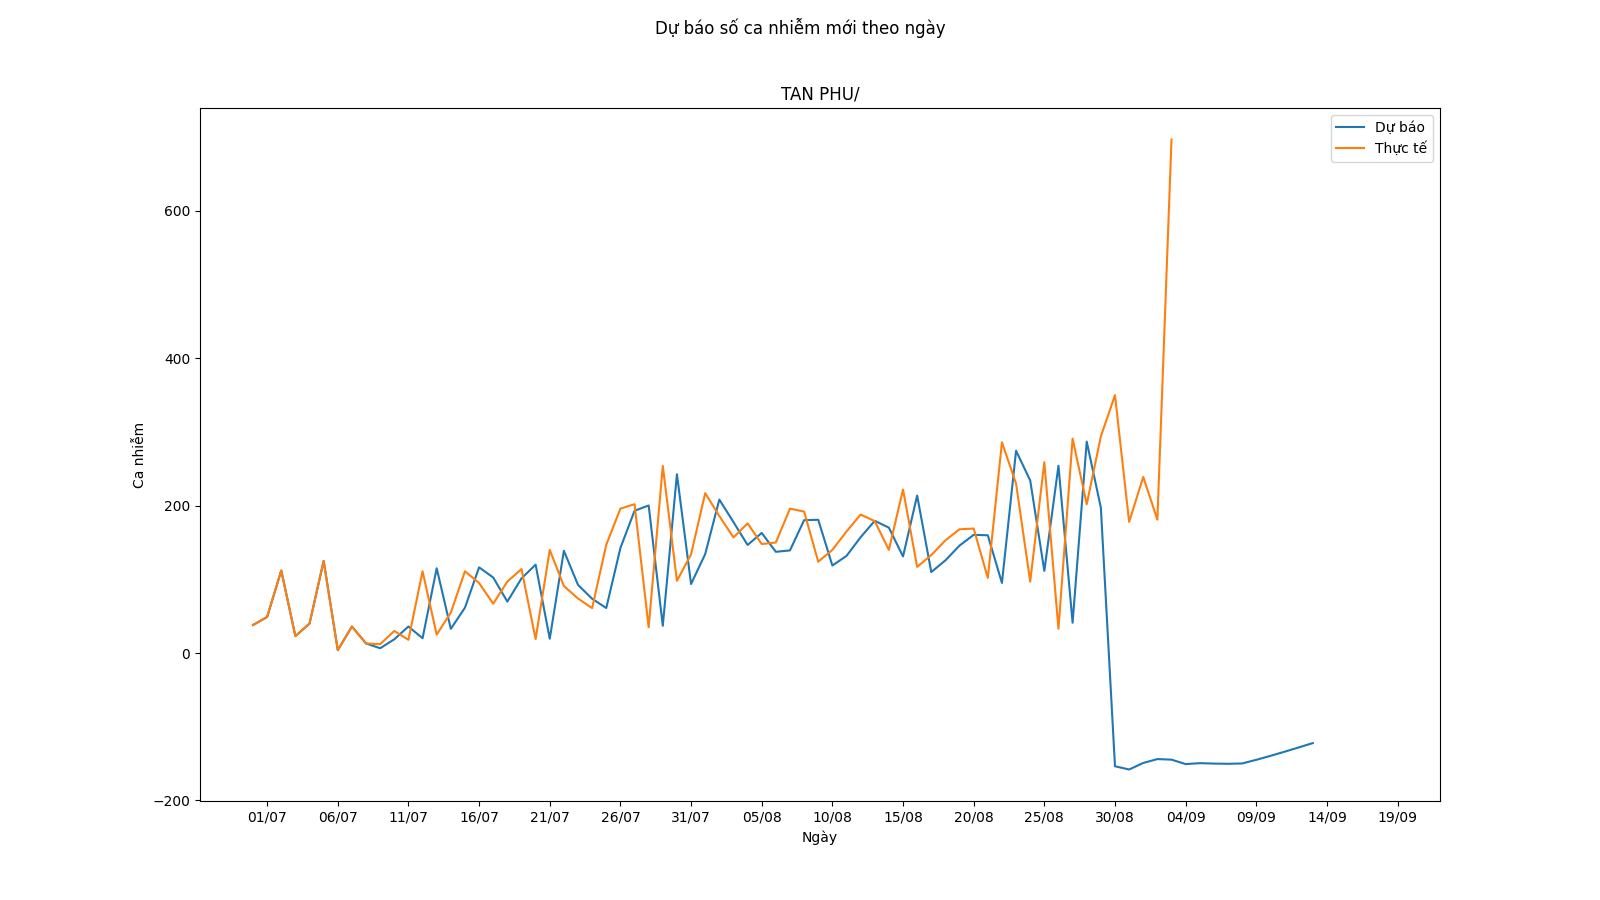 Dự báo số ca nhiễm mới theo ngày
TAN PHU/
Dự báo
Thực tế
600
400
200
0
−200
Ca nhiễm
01/07 06/07 11/07 16/07 21/07 26/07 31/07 05/08 10/08 15/08 20/08 25/08 30/08 04/09 09/09 14/09 19/09
Ngày